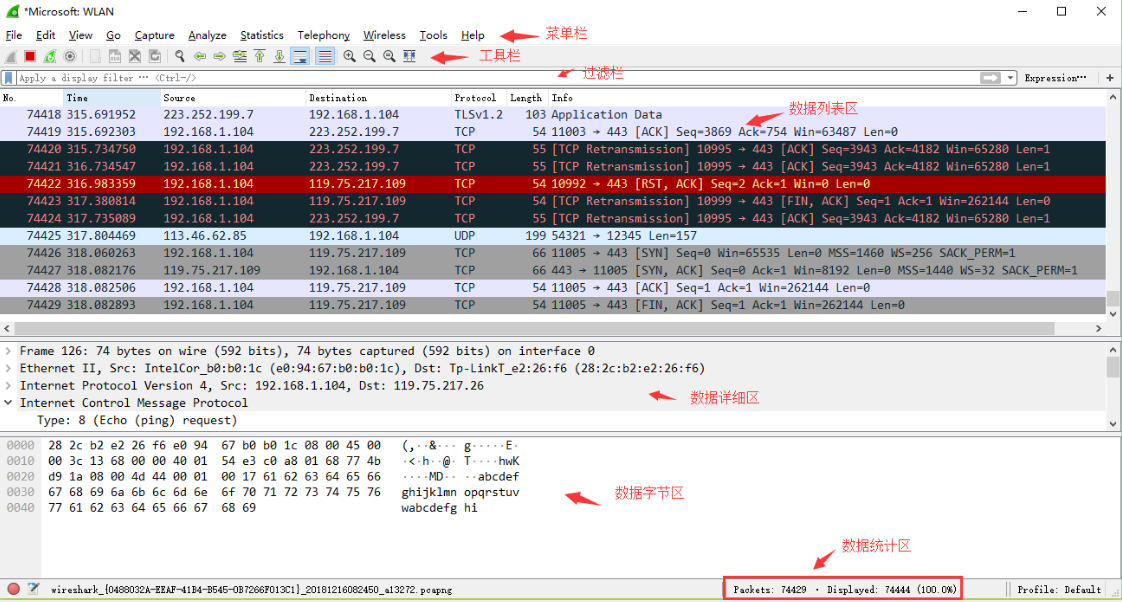 *Microsoft: WLAN
File Edit View Go Capture Analyze Statistics Telephony Wireless Tools Help 菜单栏
工具栏
Apply a display filter ··· <Ctrl-/> 过滤栏 Expression··· +
No. Time Source Destination Protocol Length Info
数据列表区
74418 315.691952 223.252.199.7 192.168.1.104 TLSv1.2 103 Application Data
74419 315.692303 192.168.1.104 223.252.199.7 TCP 54 11003 → 443 [ACK] Seq=3869 Ack=754 Win=63487 Len=0
74420 315.734750 192.168.1.104 223.252.199.7 TCP 55 [TCP Retransmission] 10995 → 443 [ACK] Seq=3943 Ack=4182 Win=65280 Len=1
74421 316.734547 192.168.1.104 223.252.199.7 TCP 55 [TCP Retransmission] 10995 → 443 [ACK] Seq=3943 Ack=4182 Win=65280 Len=1
74422 316.983359 192.168.1.104 119.75.217.109 TCP 54 10992 → 443 [RST, ACK] Seq=2 Ack=1 Win=0 Len=0
74423 317.380814 192.168.1.104 119.75.217.109 TCP 54 [TCP Retransmission] 10999 → 443 [FIN, ACK] Seq=1 Ack=1 Win=262144 Len=0
74424 317.735089 192.168.1.104 223.252.199.7 TCP 55 [TCP Retransmission] 10995 → 443 [ACK] Seq=3943 Ack=4182 Win=65280 Len=1
74425 317.804469 113.46.62.85 192.168.1.104 UDP 199 54321 → 12345 Len=157
74426 318.060263 192.168.1.104 119.75.217.109 TCP 66 11005 → 443 [SYN] Seq=0 Win=65535 Len=0 MSS=1460 WS=256 SACK_PERM=1
74427 318.082176 119.75.217.109 192.168.1.104 TCP 66 443 → 11005 [SYN, ACK] Seq=0 Ack=1 Win=8192 Len=0 MSS=1440 WS=32 SACK_PERM=1
74428 318.082506 192.168.1.104 119.75.217.109 TCP 54 11005 → 443 [ACK] Seq=1 Ack=1 Win=262144 Len=0
74429 318.082893 192.168.1.104 119.75.217.109 TCP 54 11005 → 443 [FIN, ACK] Seq=1 Ack=1 Win=262144 Len=0
Frame 126: 74 bytes on wire (592 bits), 74 bytes captured (592 bits) on interface 0
Ethernet II, Src: IntelCor_b0:b0:1c (e0:94:67:b0:b0:1c), Dst: Tp-LinkT_e2:26:f6 (28:2c:b2:e2:26:f6)
Internet Protocol Version 4, Src: 192.168.1.104, Dst: 119.75.217.26
Internet Control Message Protocol 数据详细区
Type: 8 (Echo (ping) request)
0000 28 2c b2 e2 26 f6 e0 94 67 b0 b0 1c 08 00 45 00 (,··&··· g·····E·
0010 00 3c 13 68 00 00 40 01 54 e3 c0 a8 01 68 77 4b ·<·h··@· T····hwK
0020 d9 1a 08 00 4d 44 00 01 00 17 61 62 63 64 65 66 ····MD·· ··abcdef
0030 67 68 69 6a 6b 6c 6d 6e 6f 70 71 72 73 74 75 76 ghijklmn opqrstuv
0040 77 61 62 63 64 65 66 67 68 69 wabcdefg hi
数据字节区
数据统计区
wireshark_{0488032A-EEAF-41B4-B545-0B7266F013C1}_20181216082450_a13272.pcapng Packets: 74429 · Displayed: 74444 (100.0%) Profile: Default